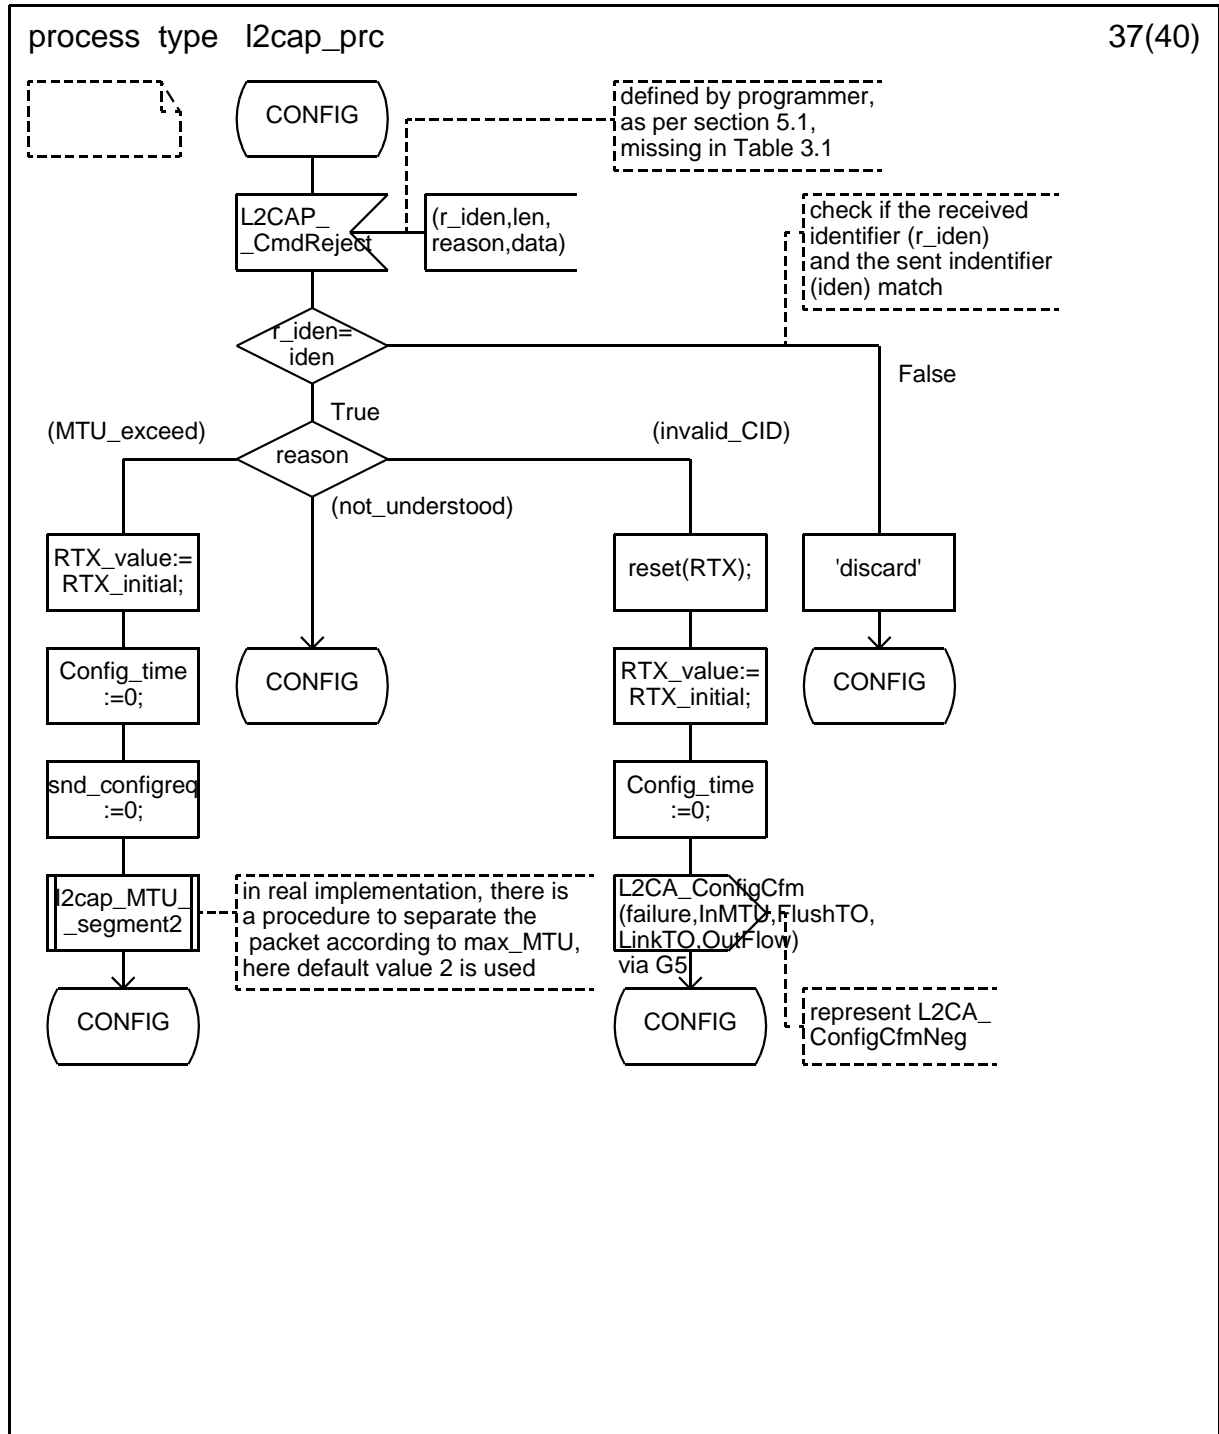 process type l2cap_prc
37(40)
CONFIG
defined by programmer,
as per section 5.1,
missing in Table 3.1
L2CAP_
_CmdReject
(r_iden,len,
reason,data)
check if the received
identifier (r_iden)
and the sent indentifier
(iden) match
r_iden=
iden
False
True
(MTU_exceed)
(invalid_CID)
reason
(not_understood)
RTX_value:=
RTX_initial;
reset(RTX);
'discard'
Config_time
:=0;
CONFIG
RTX_value:=
RTX_initial;
CONFIG
snd_configreq
:=0;
Config_time
:=0;
l2cap_MTU_
_segment2
in real implementation, there is
a procedure to separate the
packet according to max_MTU,
here default value 2 is used
L2CA_ConfigCfm
(failure,InMTU,FlushTO,
LinkTO,OutFlow)
via G5
CONFIG
CONFIG
represent L2CA_
ConfigCfmNeg